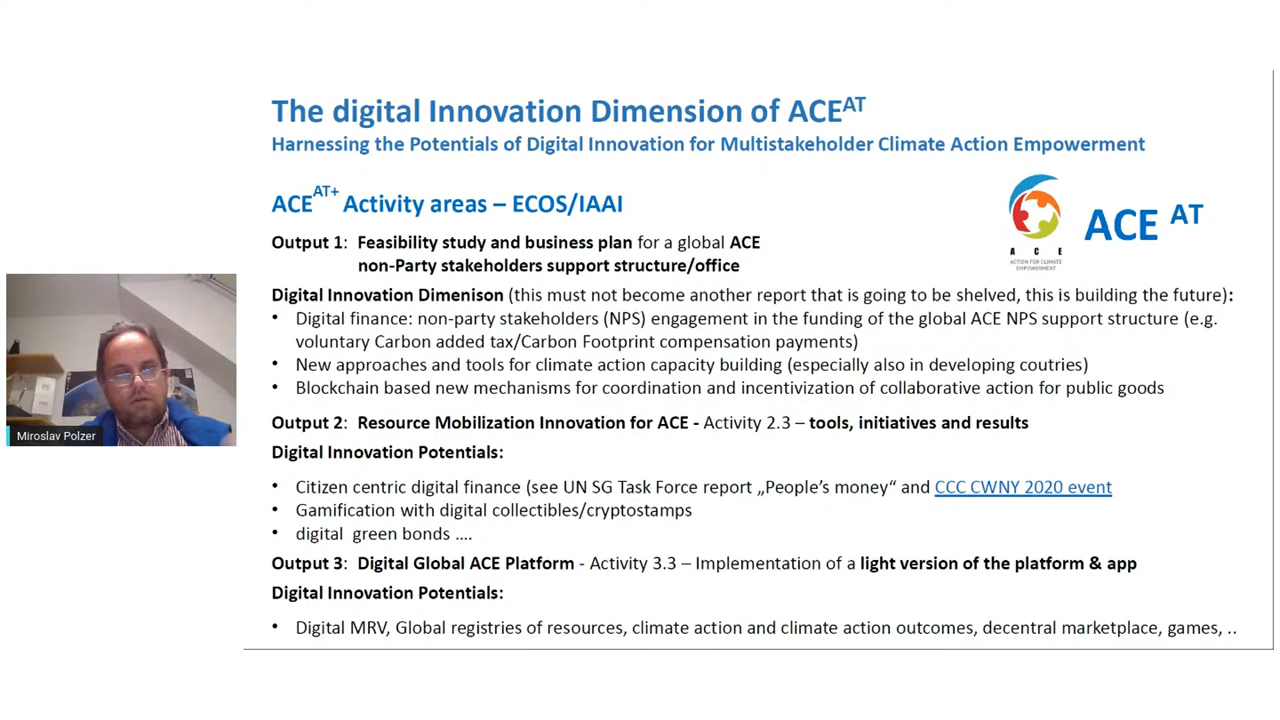 The digital Innovation Dimension of ACEAT
Harnessing the Potentials of Digital Innovation for Multistakeholder Climate Action Empowerment
ACEAT+ Activity areas – ECOS/IAAI
ACE AT
A C E
ACTION FOR CLIMATE
EMPOWERMENT
Output 1: Feasibility study and business plan for a global ACE
non-Party stakeholders support structure/office
Digital Innovation Dimenison (this must not become another report that is going to be shelved, this is building the future):
• Digital finance: non-party stakeholders (NPS) engagement in the funding of the global ACE NPS support structure (e.g.
voluntary Carbon added tax/Carbon Footprint compensation payments)
• New approaches and tools for climate action capacity building (especially also in developing coutries)
• Blockchain based new mechanisms for coordination and incentivization of collaborative action for public goods
Output 2: Resource Mobilization Innovation for ACE - Activity 2.3 – tools, initiatives and results
Digital Innovation Potentials:
• Citizen centric digital finance (see UN SG Task Force report „People's money“ and CCC CWNY 2020 event
• Gamification with digital collectibles/cryptostamps
• digital green bonds ....
Output 3: Digital Global ACE Platform - Activity 3.3 – Implementation of a light version of the platform & app
Digital Innovation Potentials:
• Digital MRV, Global registries of resources, climate action and climate action outcomes, decentral marketplace, games, ..
Miroslav Polzer